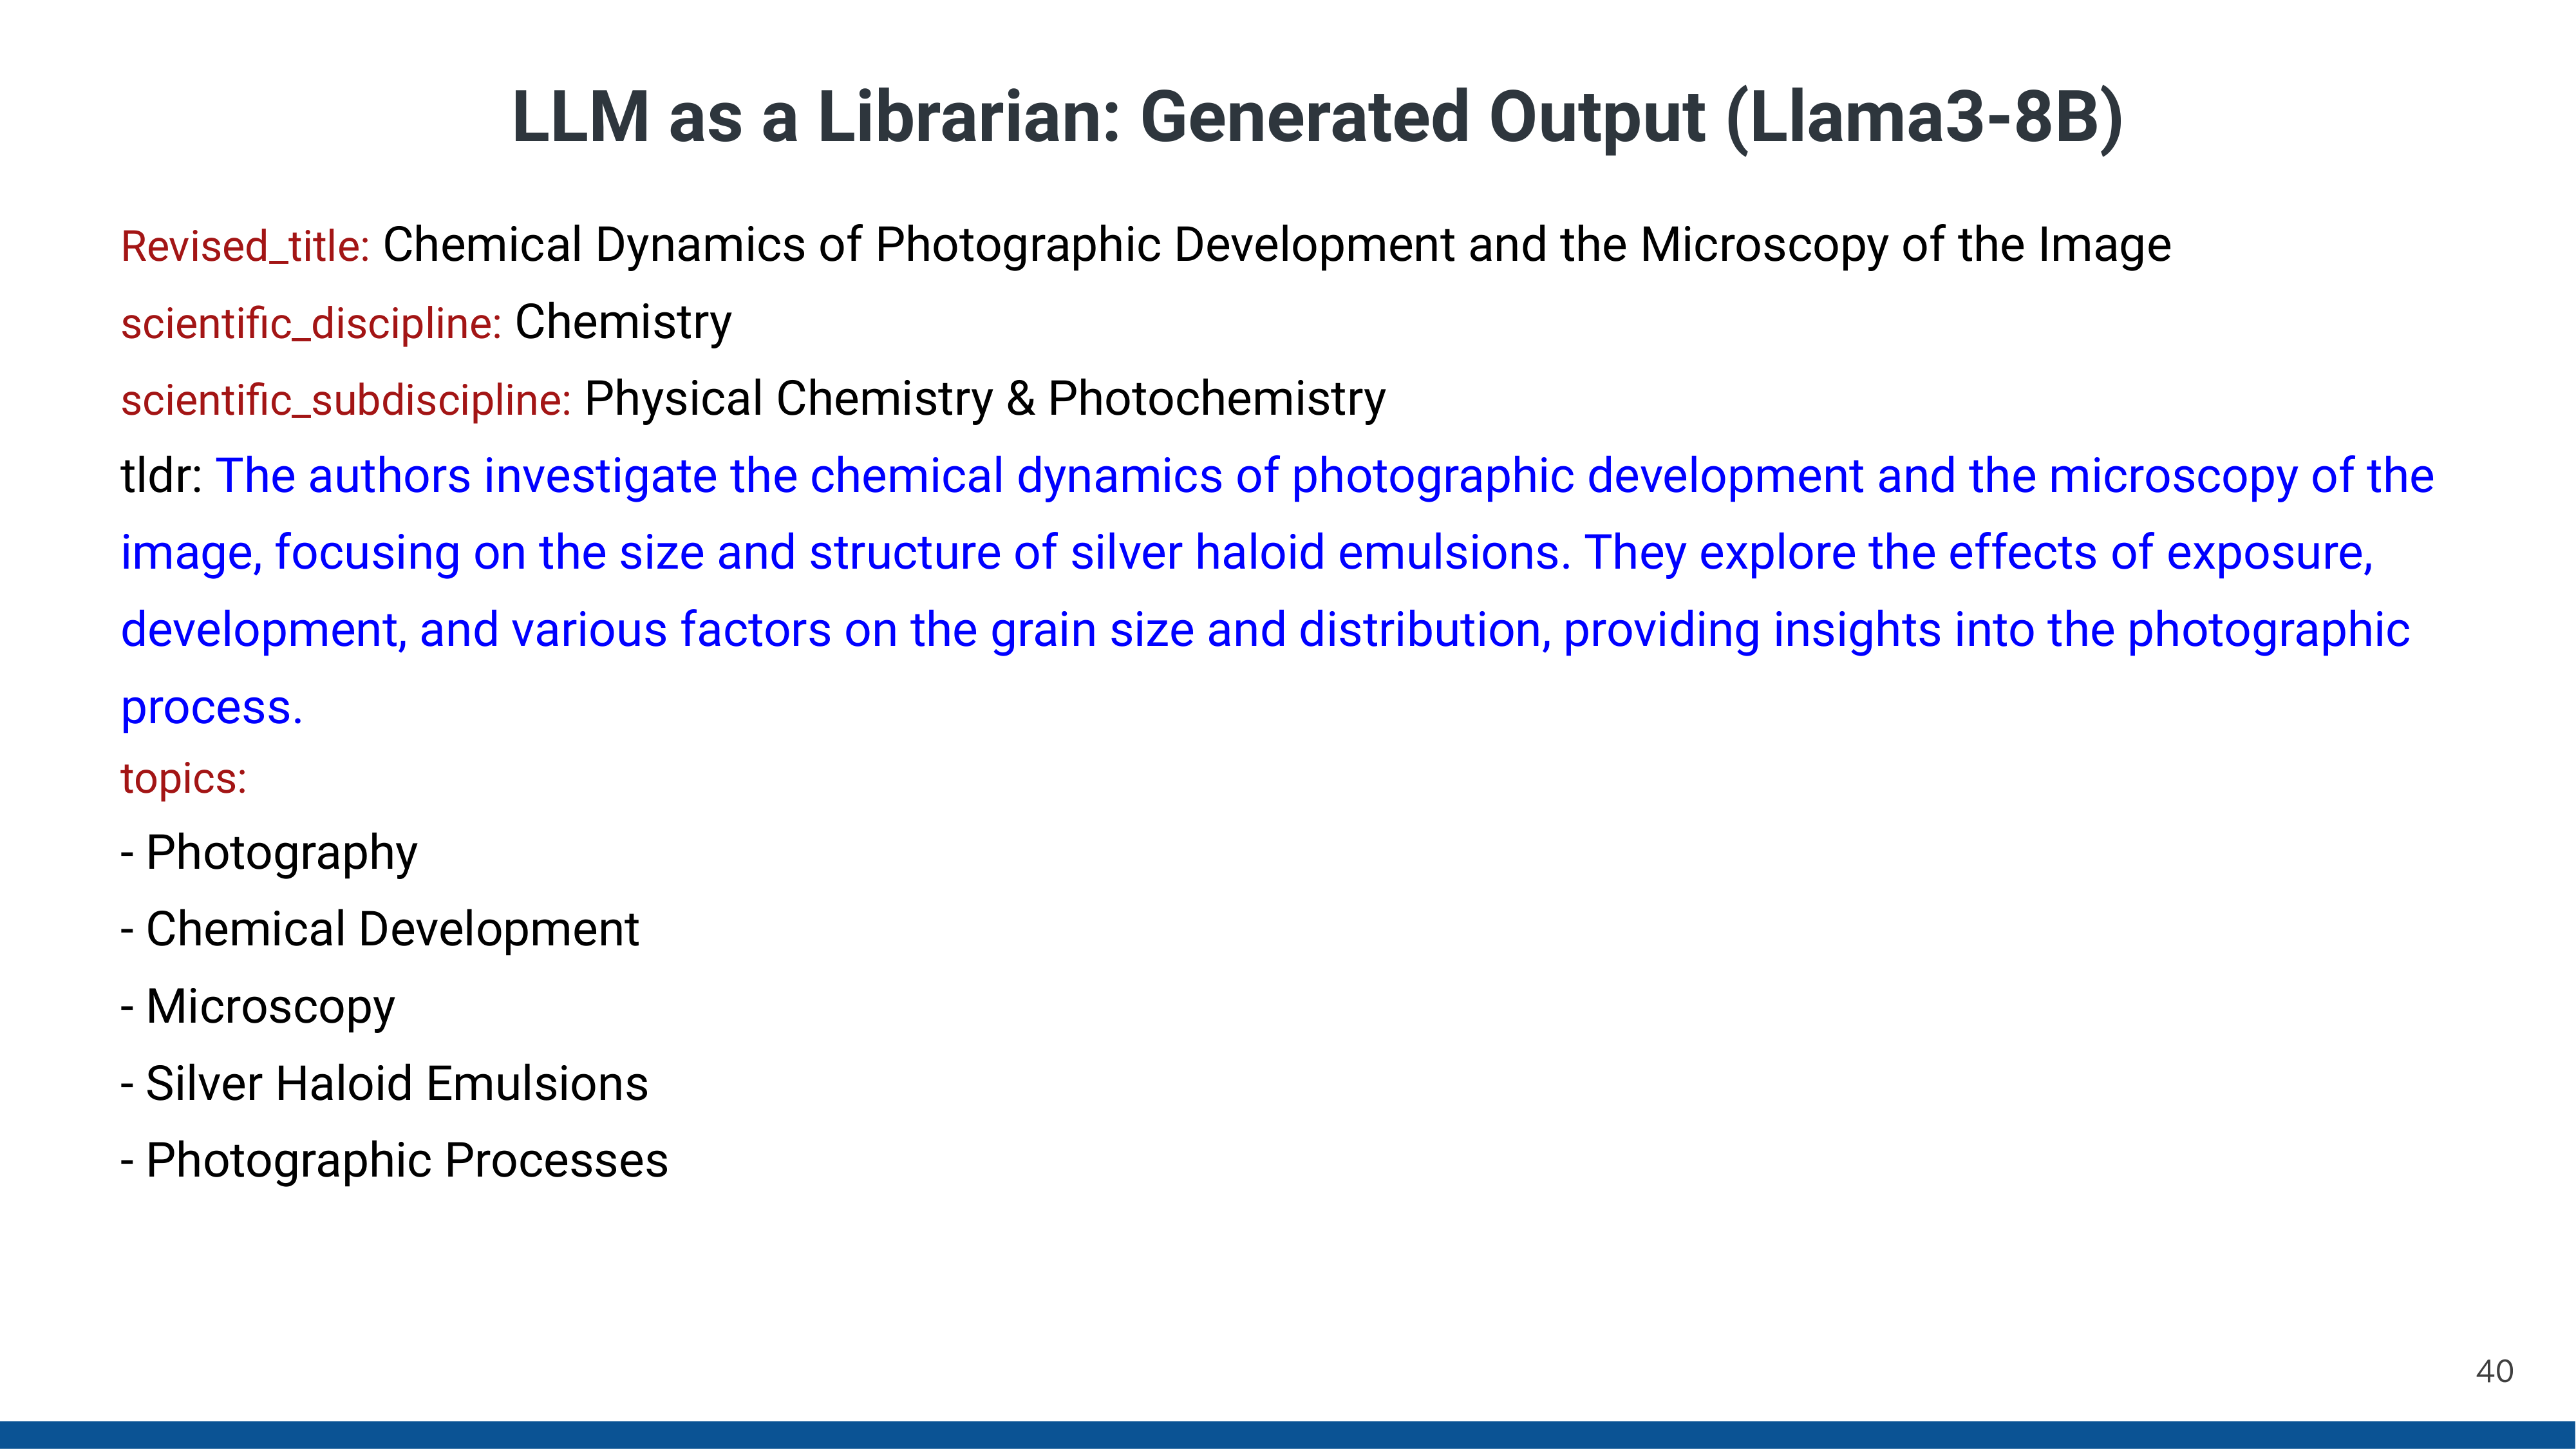 LLM as a Librarian: Generated Output (Llama3-8B)
Revised_title: Chemical Dynamics of Photographic Development and the Microscopy of the Image
scientific_discipline: Chemistry
scientific_subdiscipline: Physical Chemistry & Photochemistry
tldr: The authors investigate the chemical dynamics of photographic development and the microscopy of the
image, focusing on the size and structure of silver haloid emulsions. They explore the effects of exposure,
development, and various factors on the grain size and distribution, providing insights into the photographic
process.
topics:
- Photography
- Chemical Development
- Microscopy
- Silver Haloid Emulsions
- Photographic Processes
40